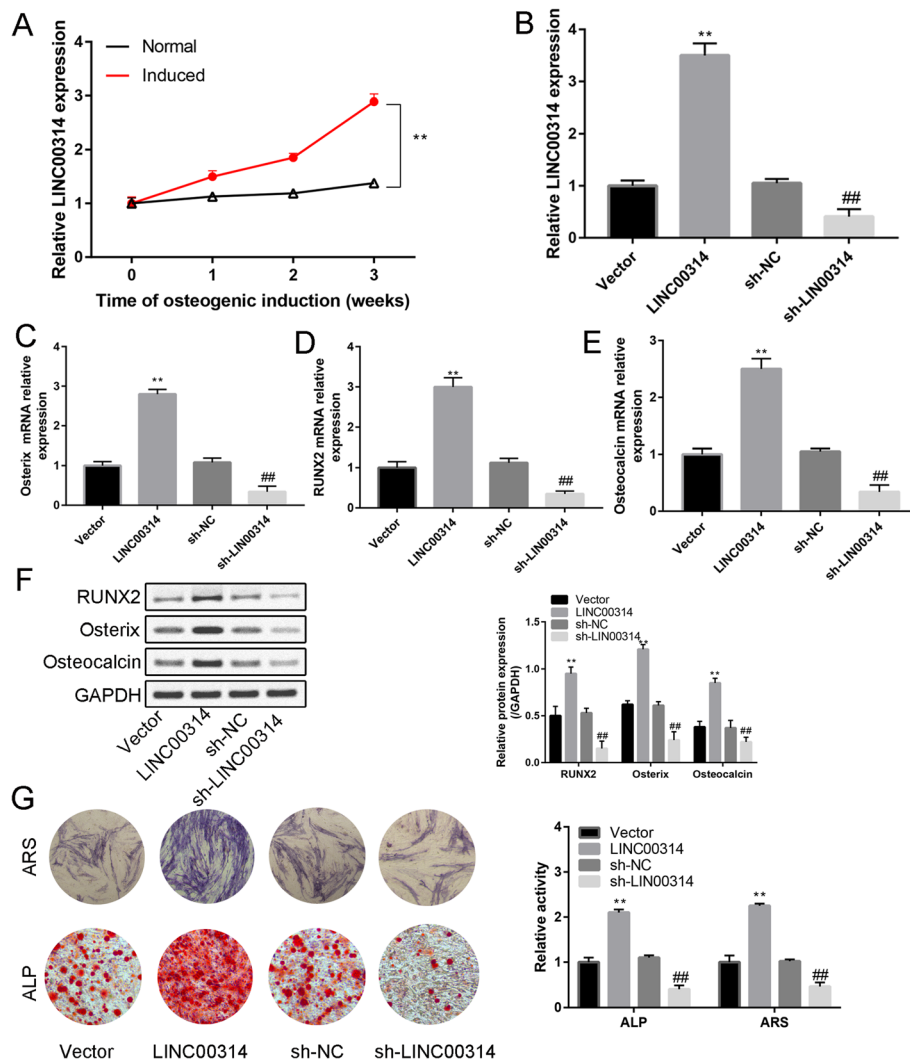 A
Relative LINC00314 expression
4
3
2
1
0
Normal
Induced
**
0 1 2 3
Time of osteogenic induction (weeks)
B
Relative LINC00314 expression
4
3
2
1
0
**
##
Vector
LINC00314
sh-NC
sh-LIN00314
C
Osterix mRNA relative
expression
4
3
2
1
0
**
##
Vector
LINC00314
sh-NC
sh-LIN00314
D
RUNX2 mRNA relative
expression
4
3
2
1
0
**
##
Vector
LINC00314
sh-NC
sh-LIN00314
E
Osteocalcin mRNA relative
expression
3
2
1
0
**
##
Vector
LINC00314
sh-NC
sh-LIN00314
F
RUNX2
Osterix
Osteocalcin
GAPDH
Vector
LINC00314
sh-NC
sh-LINC00314
Relative protein expression
(/GAPDH)
1.5
1.0
0.5
0.0
Vector
LINC00314
sh-NC
sh-LIN00314
** ** **
## ## ##
RUNX2 Osterix Osteocalcin
G
ARS
ALP
Vector LINC00314 sh-NC sh-LINC00314
Relative activity
4
3
2
1
0
Vector
LINC00314
sh-NC
sh-LIN00314
** **
## ##
ALP ARS